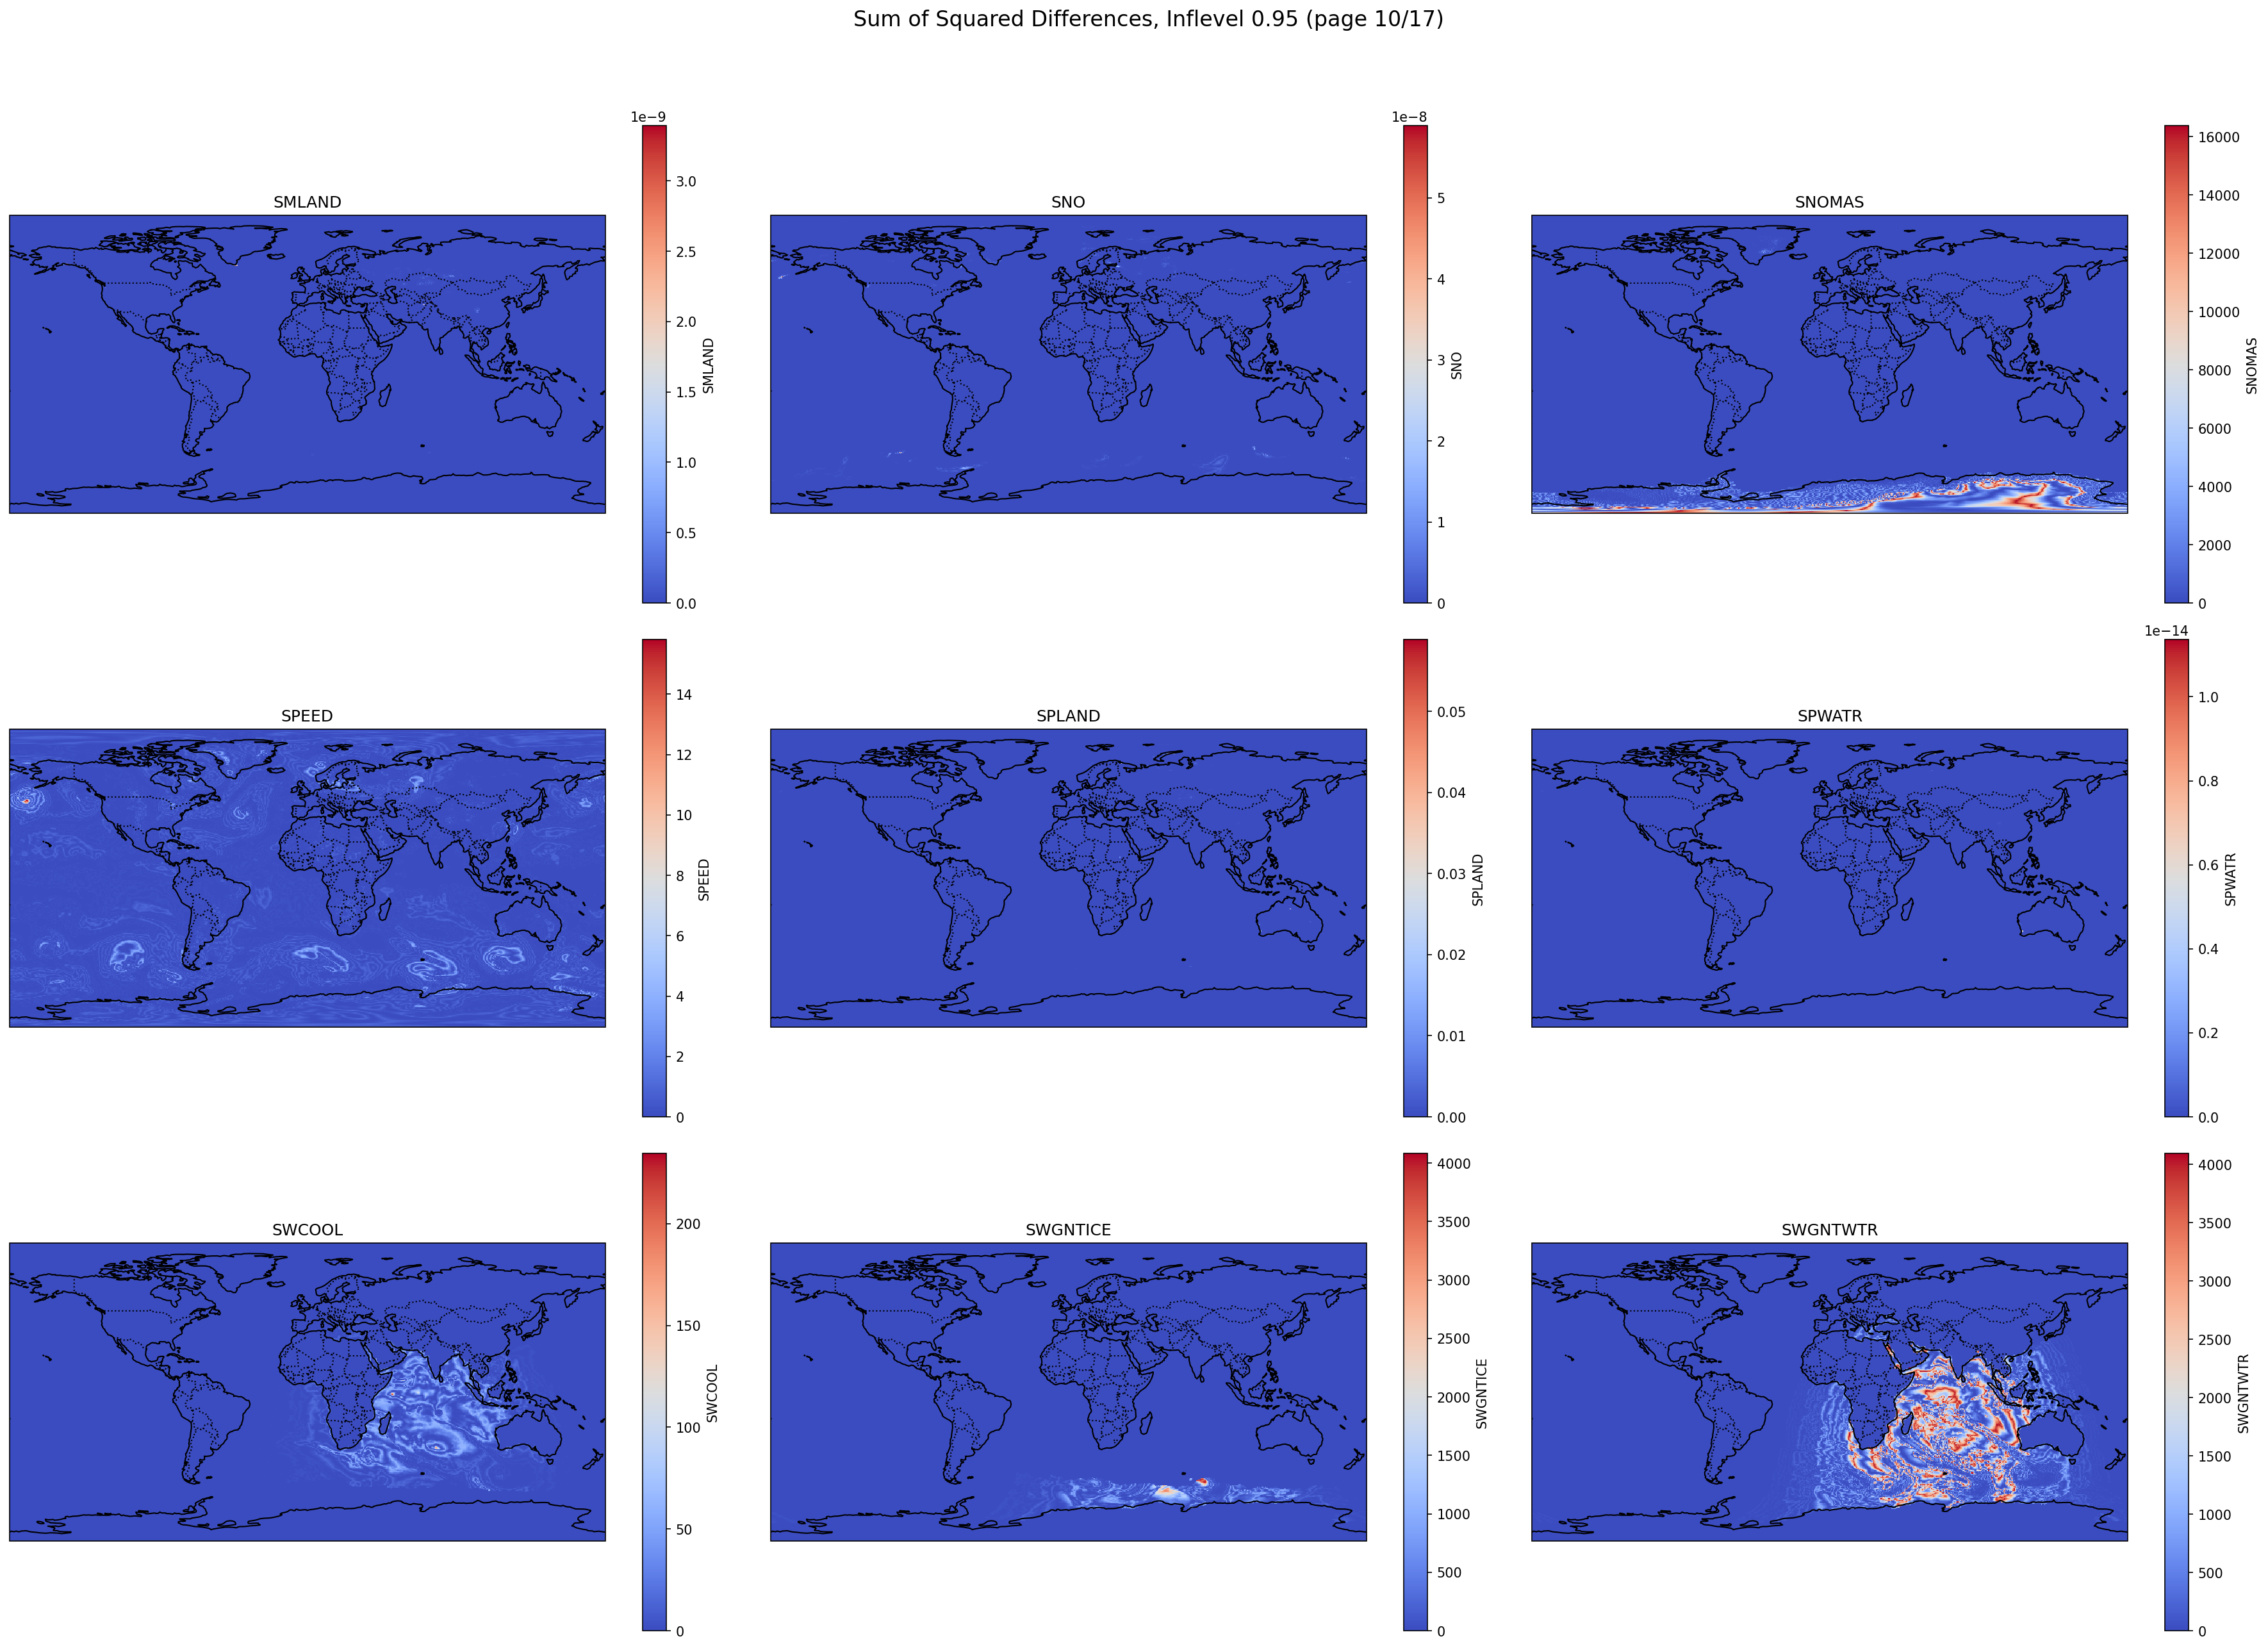 Sum of Squared Differences, Inflevel 0.95 (page 10/17)
SMLAND
1e−9
3.0
2.5
2.0
1.5
1.0
0.5
0.0
SMLAND
SNO
1e−8
5
4
3
2
1
0
SNO
SNOMAS
16000
14000
12000
10000
8000
6000
4000
2000
0
SNOMAS
SPEED
14
12
10
8
6
4
2
0
SPEED
SPLAND
0.05
0.04
0.03
0.02
0.01
0.00
SPLAND
SPWATR
1e−14
1.0
0.8
0.6
0.4
0.2
0.0
SPWATR
SWCOOL
200
150
100
50
0
SWCOOL
SWGNTICE
4000
3500
3000
2500
2000
1500
1000
500
0
SWGNTICE
SWGNTWTR
4000
3500
3000
2500
2000
1500
1000
500
0
SWGNTWTR